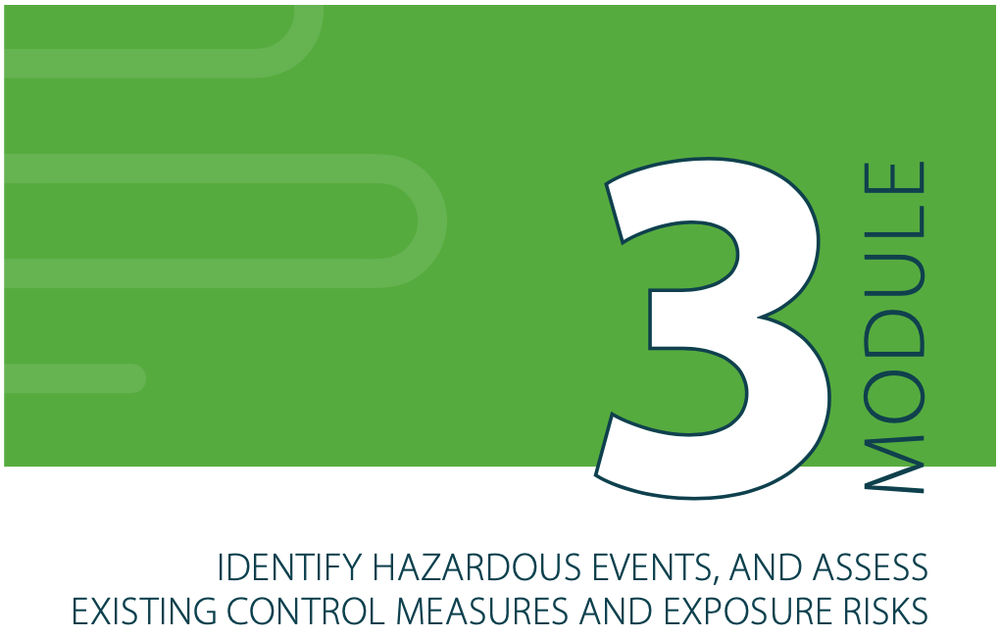 MODULE
3
IDENTIFY HAZARDOUS EVENTS, AND ASSESS
EXISTING CONTROL MEASURES AND EXPOSURE RISKS